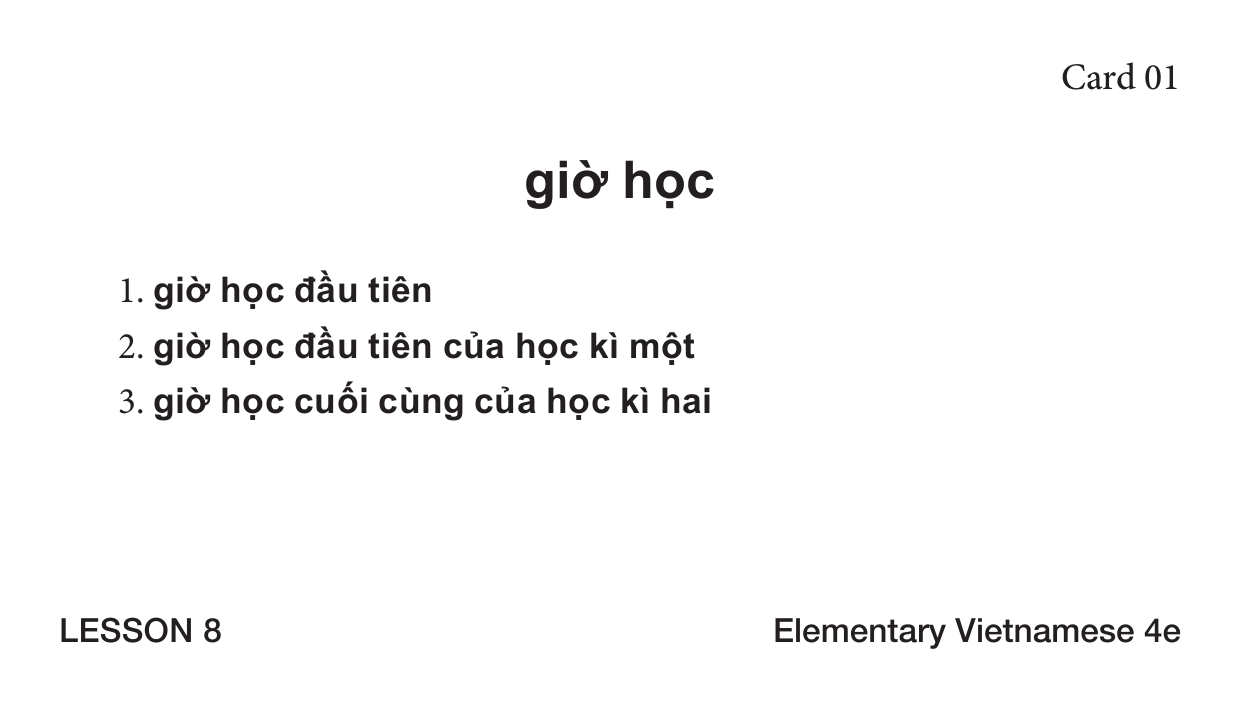 Card 01
giờ học
1. giờ học đầu tiên
2. giờ học đầu tiên của học kì một
3. giờ học cuối cùng của học kì hai
LESSON 8
Elementary Vietnamese 4e